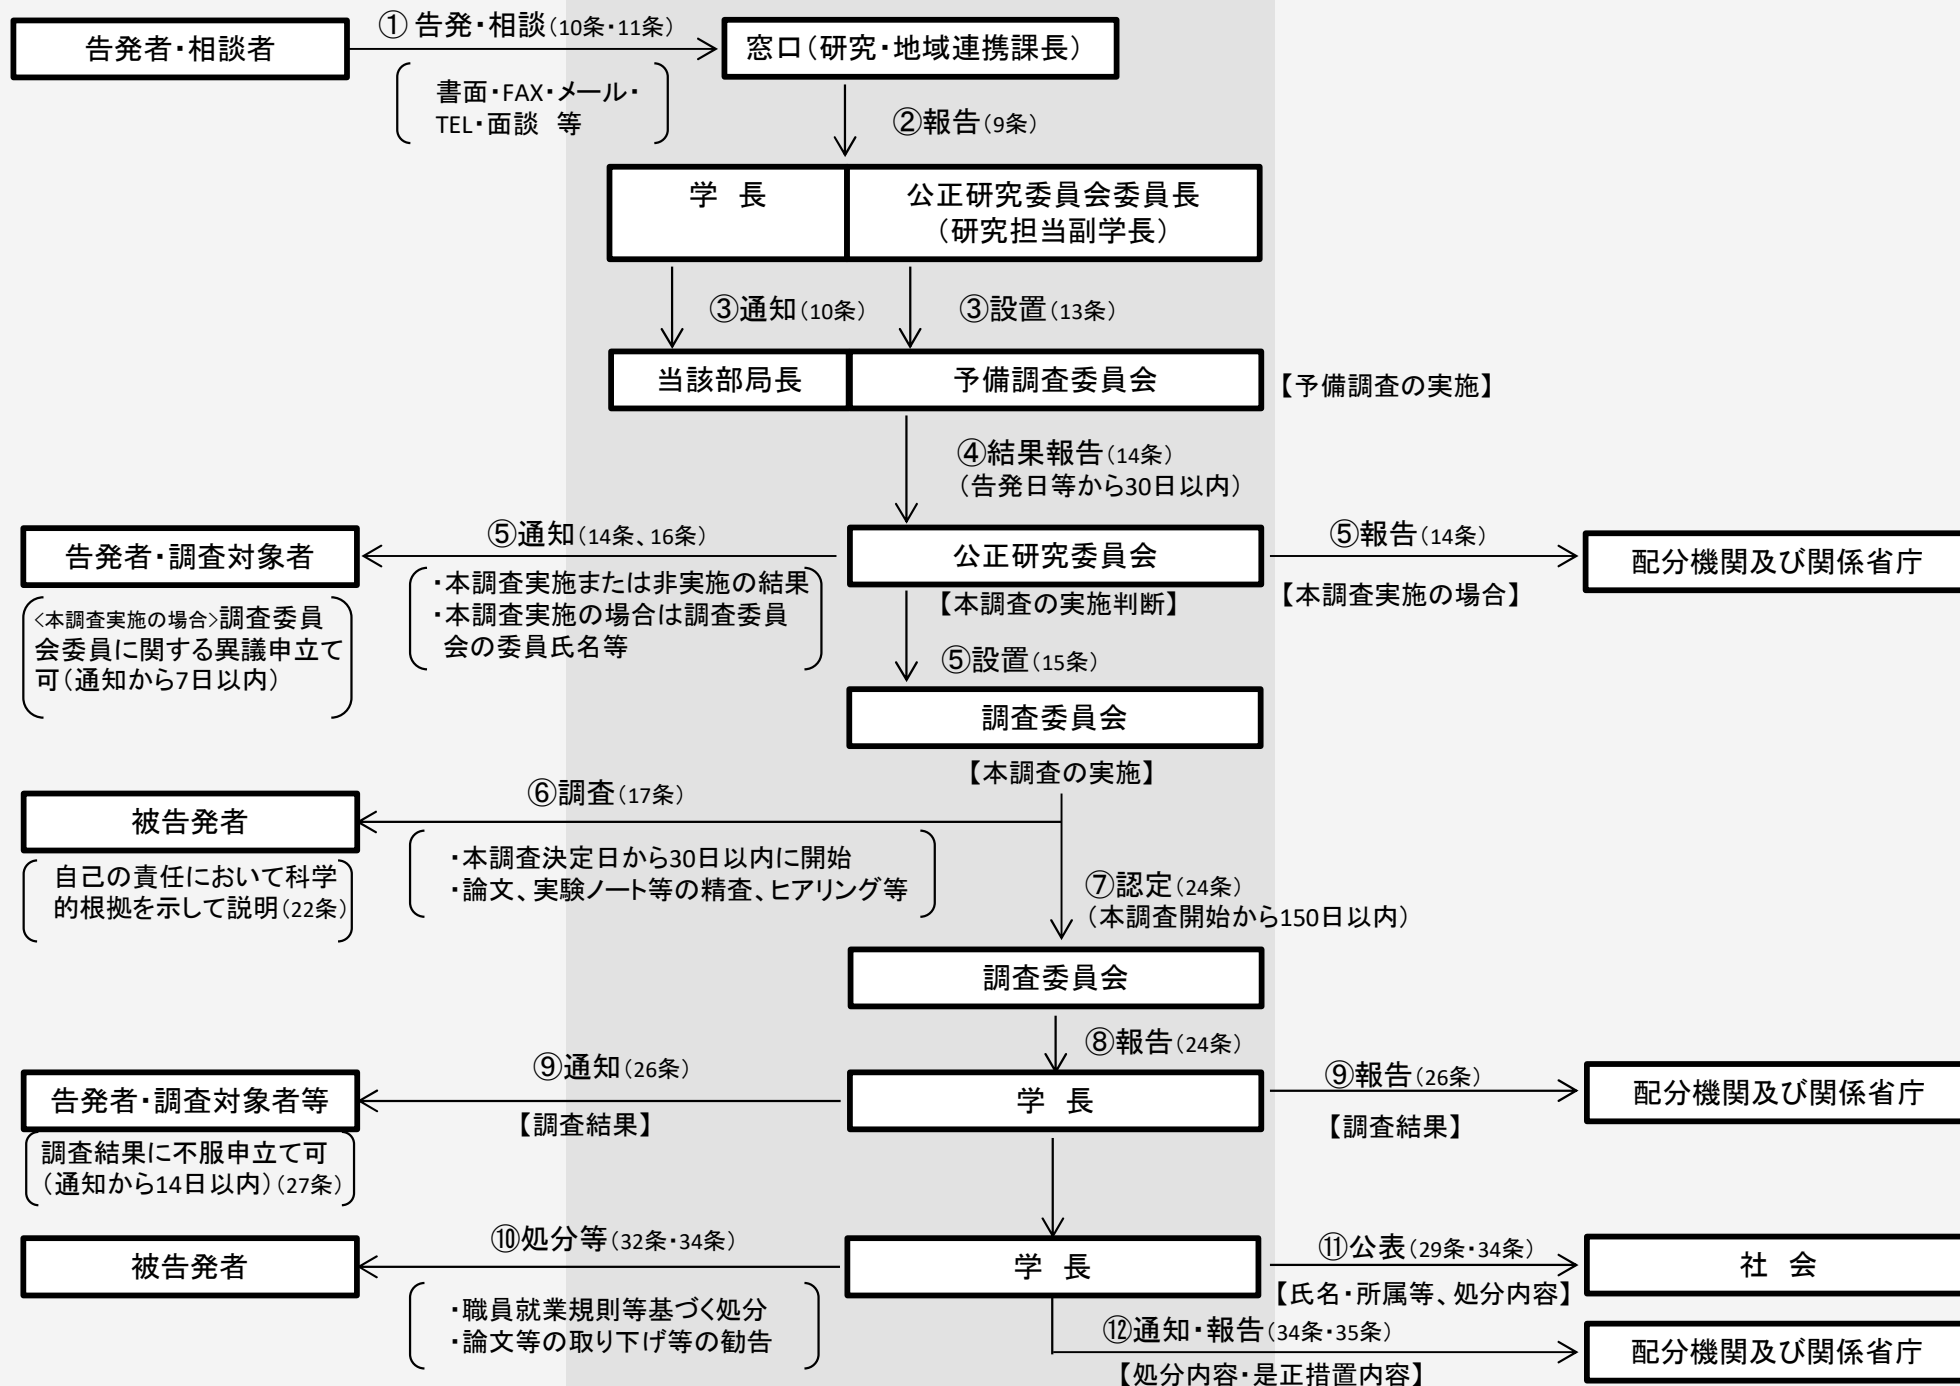 告発者・相談者
①告発・相談(10条・11条)
窓口(研究・地域連携課長)
書面・FAX・メール・
TEL・面談 等
②報告(9条)
学 長
公正研究委員会委員長
(研究担当副学長)
③通知(10条)
③設置(13条)
当該部局長
予備調査委員会
【予備調査の実施】
④結果報告(14条)
(告発日等から30日以内)
告発者・調査対象者
⑤通知(14条、16条)
公正研究委員会
⑤報告(14条)
配分機関及び関係省庁
<本調査実施の場合>調査委員
会委員に関する異議申立て
可(通知から7日以内)
・本調査実施または非実施の結果
・本調査実施の場合は調査委員
会の委員氏名等
【本調査の実施判断】
【本調査実施の場合】
⑤設置(15条)
調査委員会
【本調査の実施】
被告発者
⑥調査(17条)
自己の責任において科学
的根拠を示して説明(22条)
・本調査決定日から30日以内に開始
・論文、実験ノート等の精査、ヒアリング等
⑦認定(24条)
(本調査開始から150日以内)
調査委員会
⑧報告(24条)
告発者・調査対象者等
⑨通知(26条)
【調査結果】
学 長
⑨報告(26条)
【調査結果】
配分機関及び関係省庁
調査結果に不服申立て可
(通知から14日以内)(27条)
被告発者
⑩処分等(32条・34条)
学 長
⑪公表(29条・34条)
【氏名・所属等、処分内容】
社 会
・職員就業規則等基づく処分
・論文等の取り下げ等の勧告
⑫通知・報告(34条・35条)
【処分内容・是正措置内容】
配分機関及び関係省庁